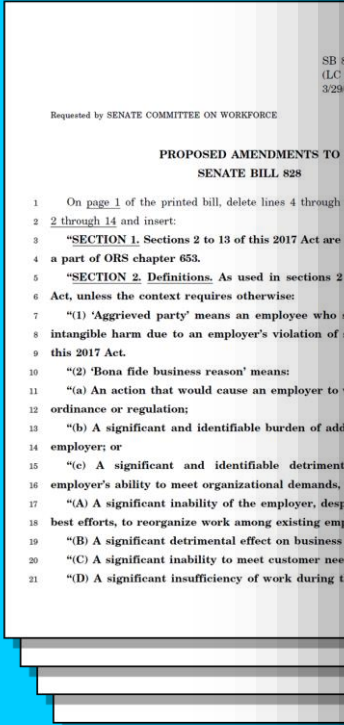 SB 8
(LC
3/29
Requested by SENATE COMMITTEE ON WORKFORCE
PROPOSED AMENDMENTS TO
SENATE BILL 828
1 On page 1 of the printed bill, delete lines 4 through
2 2 through 14 and insert:
3 “SECTION 1. Sections 2 to 13 of this 2017 Act are
4 a part of ORS chapter 653.
5 “SECTION 2. Definitions. As used in sections 2
6 Act, unless the context requires otherwise:
7 “(1) ‘Aggrieved party’ means an employee who
8 intangible harm due to an employer’s violation of
9 this 2017 Act.
10 “(2) ‘Bona fide business reason’ means:
11 “(a) An action that would cause an employer to
12 ordinance or regulation;
13 “(b) A significant and identifiable burden of add
14 employer; or
15 “(c) A significant and identifiable detriment
16 employer’s ability to meet organizational demands,
17 “(A) A significant inability of the employer, desp
18 best efforts, to reorganize work among existing emp
19 “(B) A significant detrimental effect on business
20 “(C) A significant inability to meet customer nee
21 “(D) A significant insufficiency of work during t